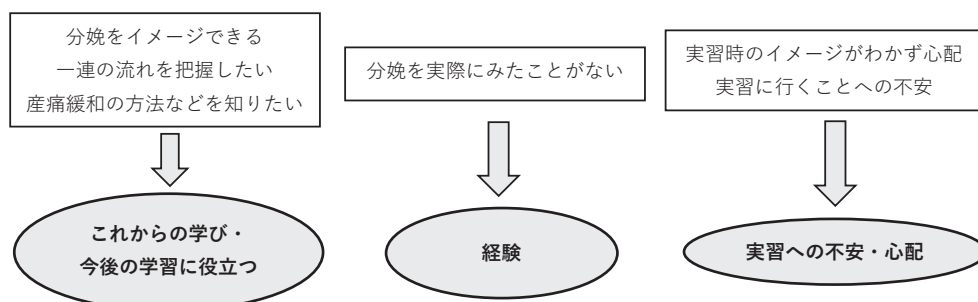 分娩をイメージできる
一連の流れを把握したい
産痛緩和の方法などを知りたい
分娩を実際にみたことがない
実習時のイメージがわかず心配
実習に行くことへの不安
これからの学び・
今後の学習に役立つ
経験
実習への不安・心配